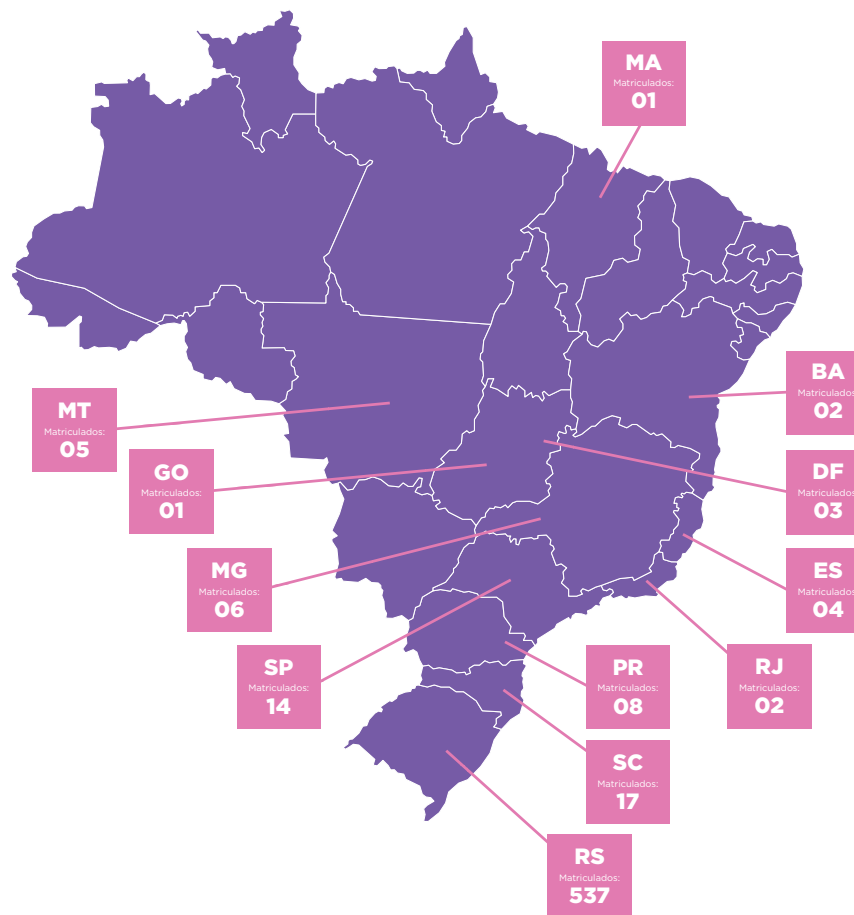 MA
Matriculados:
01
BA
Matriculados:
02
MT
Matriculados:
05
GO
Matriculados:
01
DF
Matriculados:
03
MG
Matriculados:
06
ES
Matriculados:
04
SP
Matriculados:
14
PR
Matriculados:
08
RJ
Matriculados:
02
SC
Matriculados:
17
RS
Matriculados:
537